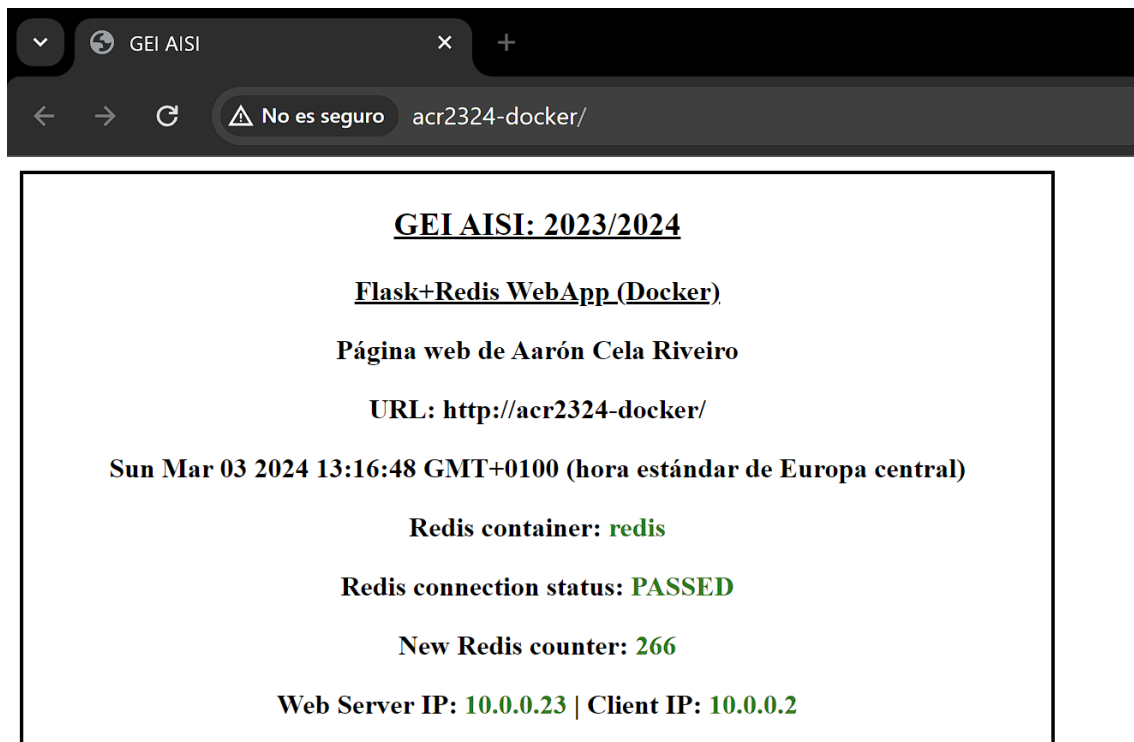 GEI AISI
No es seguro acr2324-docker/
GEI AISI: 2023/2024
Flask+Redis WebApp (Docker)
Página web de Aarón Cela Riveiro
URL: http://acr2324-docker/
Sun Mar 03 2024 13:16:48 GMT+0100 (hora estándar de Europa central)
Redis container: redis
Redis connection status: PASSED
New Redis counter: 266
Web Server IP: 10.0.0.23 | Client IP: 10.0.0.2